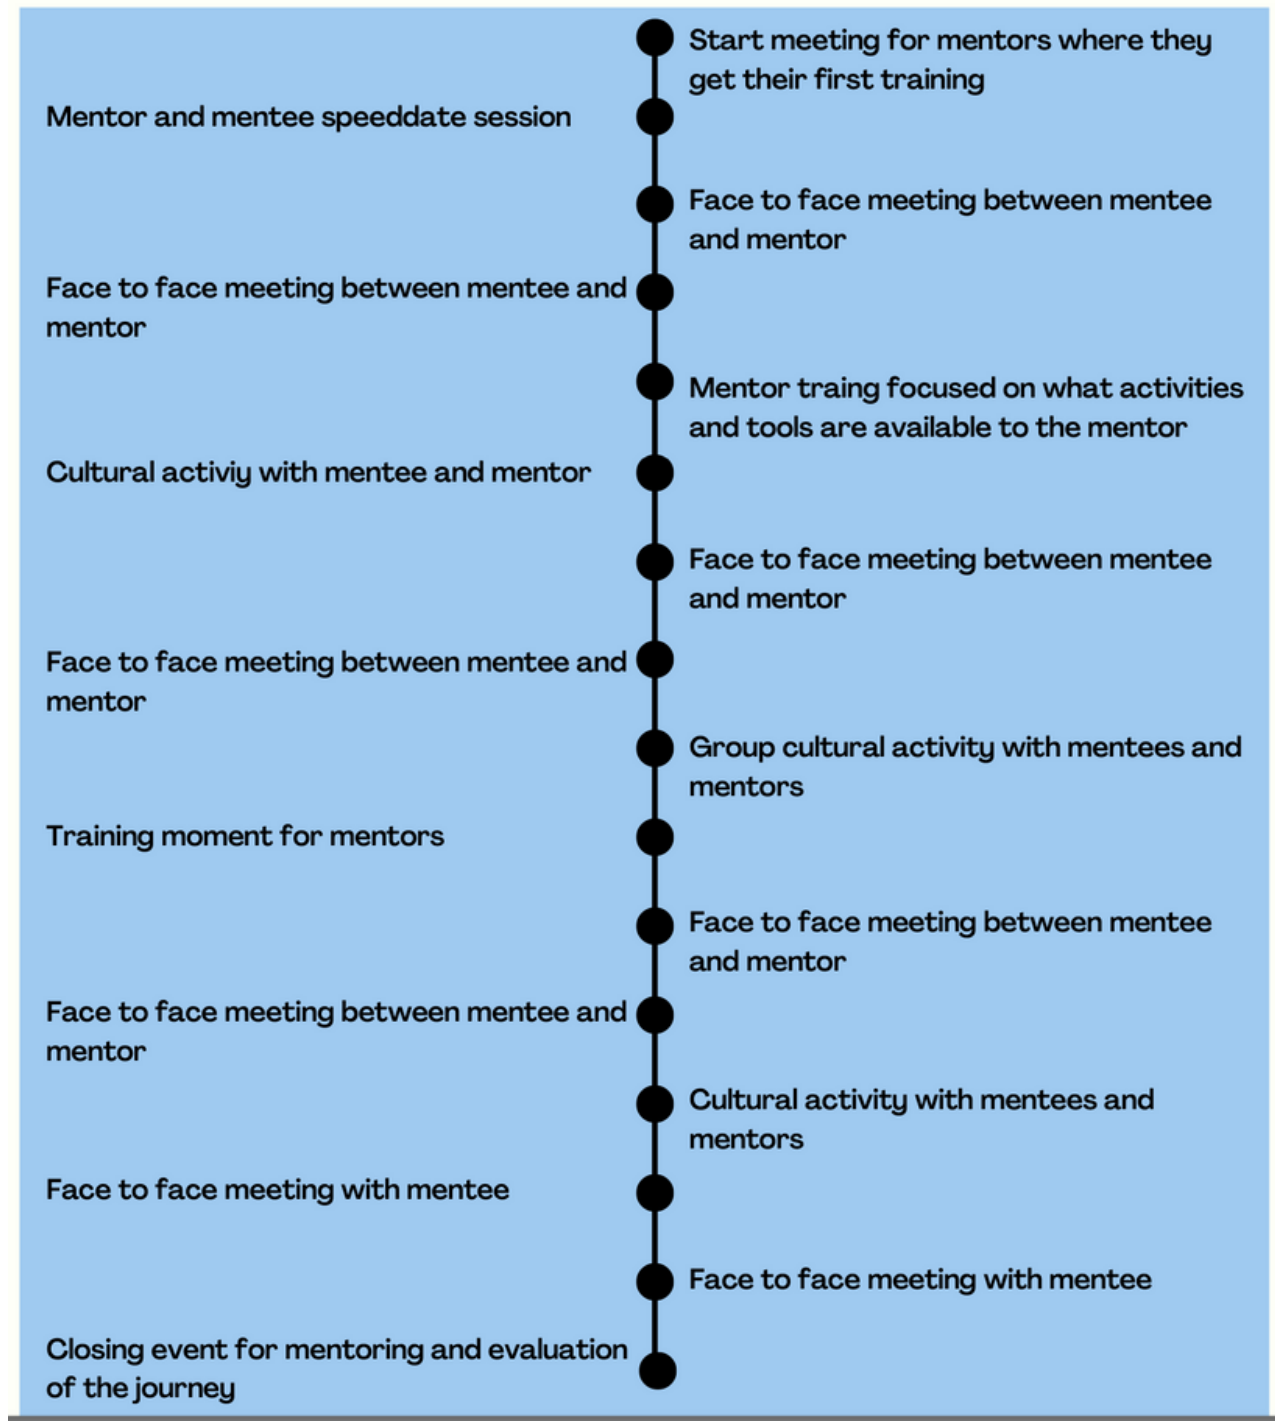 Start meeting for mentors where they
get their first training
Mentor and mentee speeddate session
Face to face meeting between mentee
and mentor
Face to face meeting between mentee and
mentor
Mentor traing focused on what activities
and tools are available to the mentor
Cultural activiy with mentee and mentor
Face to face meeting between mentee
and mentor
Face to face meeting between mentee and
mentor
Group cultural activity with mentees and
mentors
Training moment for mentors
Face to face meeting between mentee
and mentor
Face to face meeting between mentee and
mentor
Cultural activity with mentees and
mentors
Face to face meeting with mentee
Face to face meeting with mentee
Closing event for mentoring and evaluation
of the journey